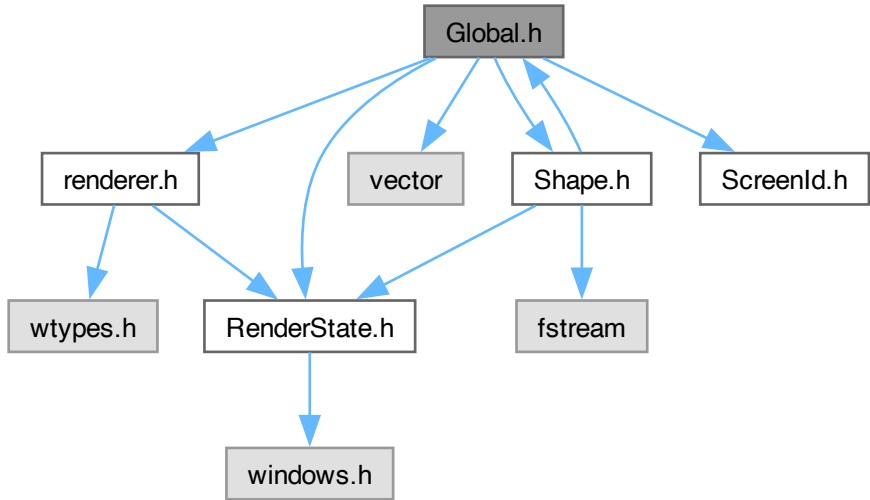 Global.h
renderer.h
vector
Shape.h
ScreenId.h
wtypes.h
RenderState.h
fstream
windows.h